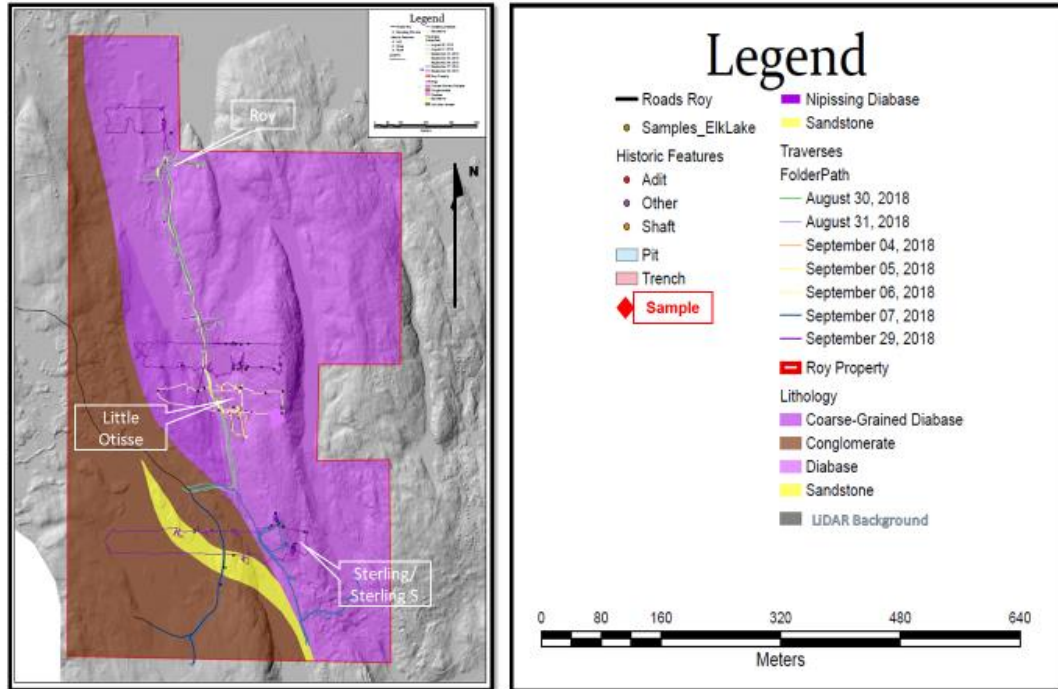 Legend
Roy
N
Little
Otisse
Sterling/
Sterling S
Meters
Legend
Roads Roy
Samples_ElkLake
Historic Features
Adit
Other
Shaft
Pit
Trench
Sample
Nipissing Diabase
Sandstone
Traverses
FolderPath
August 30, 2018
August 31, 2018
September 04, 2018
September 05, 2018
September 06, 2018
September 07, 2018
September 29, 2018
Roy Property
Lithology
Coarse-Grained Diabase
Conglomerate
Diabase
Sandstone
LiDAR Background
0 80 160 320 480 640
Meters